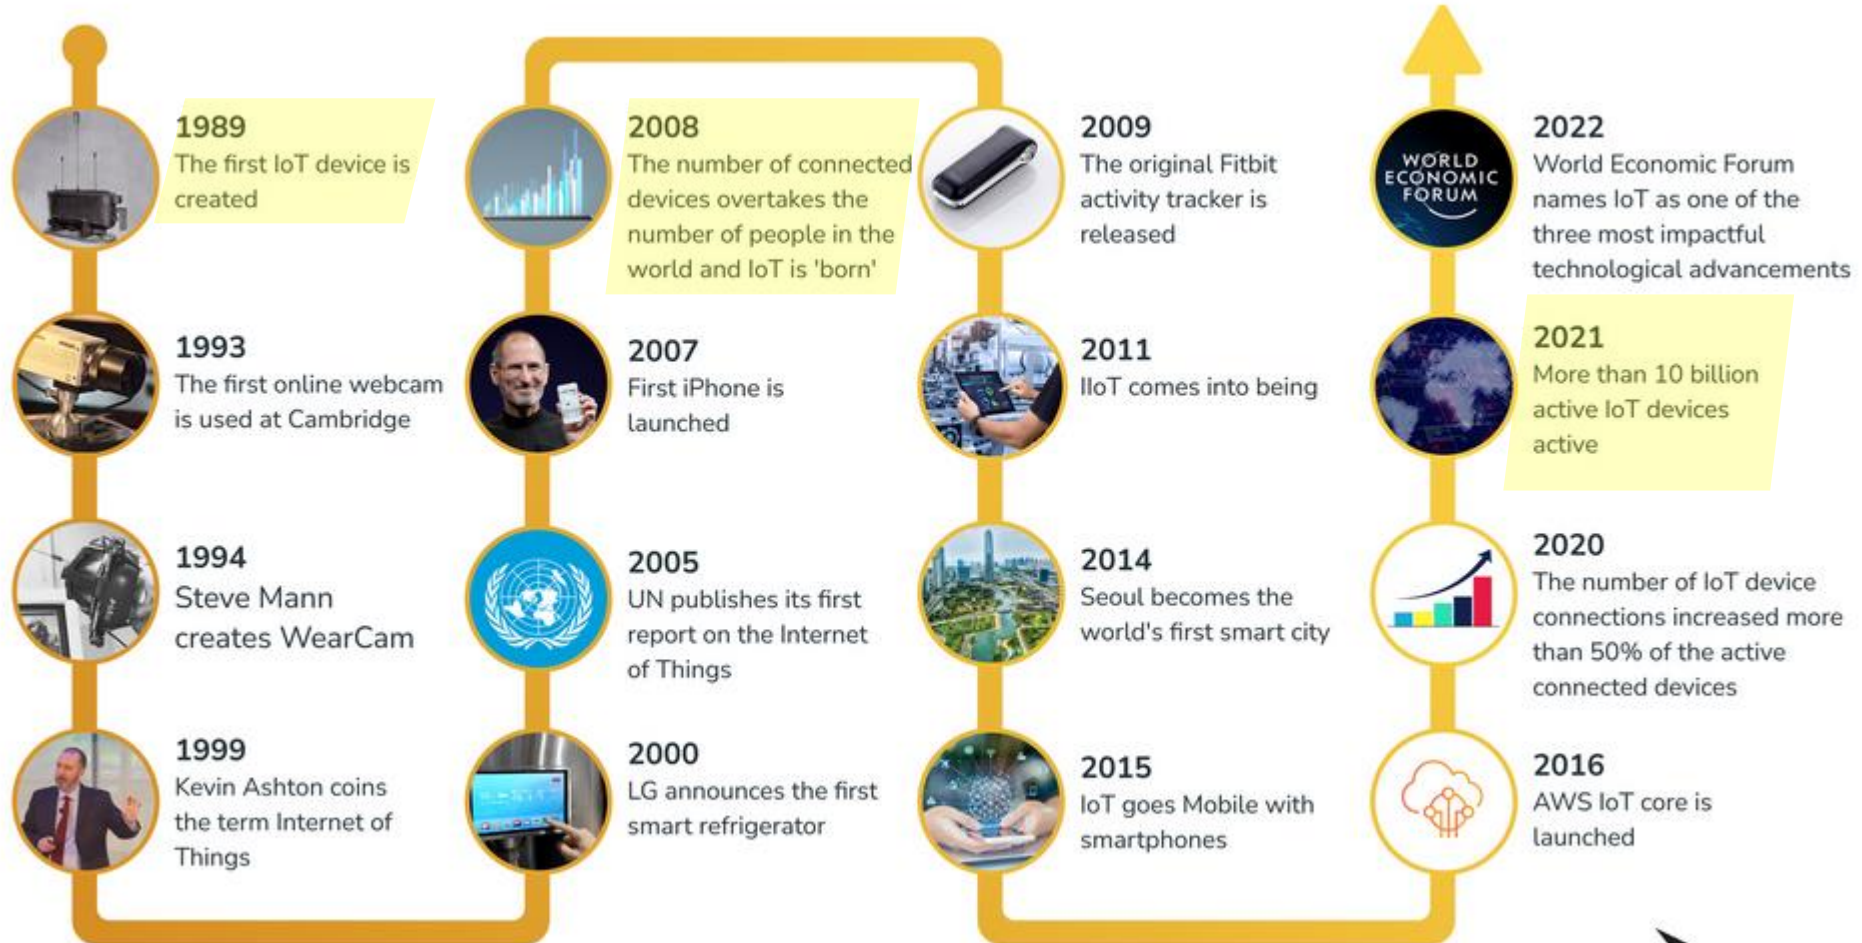 1989
The first IoT device is
created
1993
The first online webcam
is used at Cambridge
1994
Steve Mann
creates WearCam
1999
Kevin Ashton coins
the term Internet of
Things
2000
LG announces the first
smart refrigerator
2005
UN publishes its first
report on the Internet
of Things
2007
First iPhone is
launched
2008
The number of connected
devices overtakes the
number of people in the
world and IoT is 'born'
2009
The original Fitbit
activity tracker is
released
2011
IIoT comes into being
2014
Seoul becomes the
world's first smart city
2015
IoT goes Mobile with
smartphones
2016
AWS IoT core is
launched
2020
The number of IoT device
connections increased more
than 50% of the active
connected devices
2021
More than 10 billion
active IoT devices
active
WORLD
ECONOMIC
FORUM
2022
World Economic Forum
names IoT as one of the
three most impactful
technological advancements